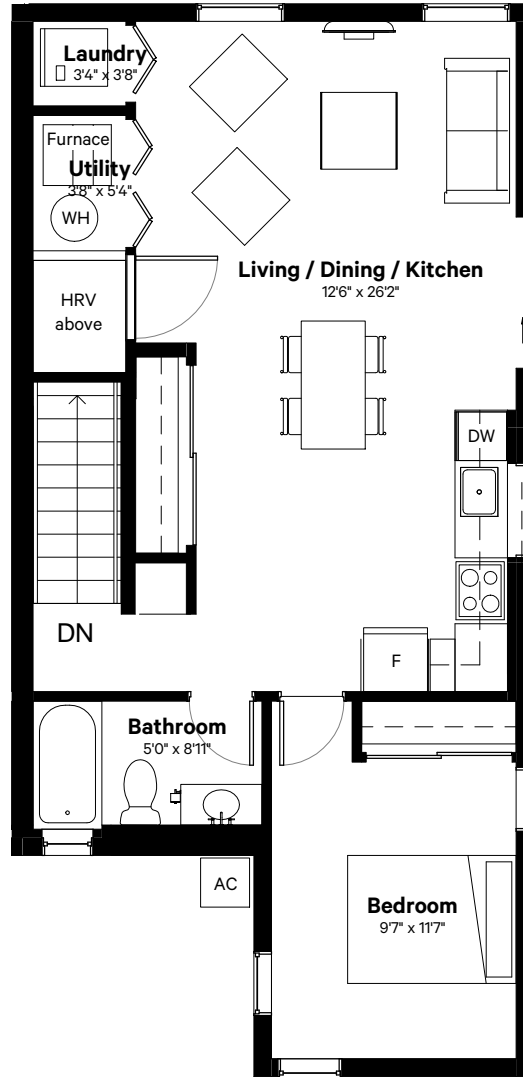 Laundry
3'4" x 3'8"
Furnace
Utility
3'8" x 5'4"
WH
HRV
above
Living / Dining / Kitchen
12'6" x 26'2"
DW
F
DN
Bathroom
5'0" x 8'11"
AC
Bedroom
9'7" x 11'7"